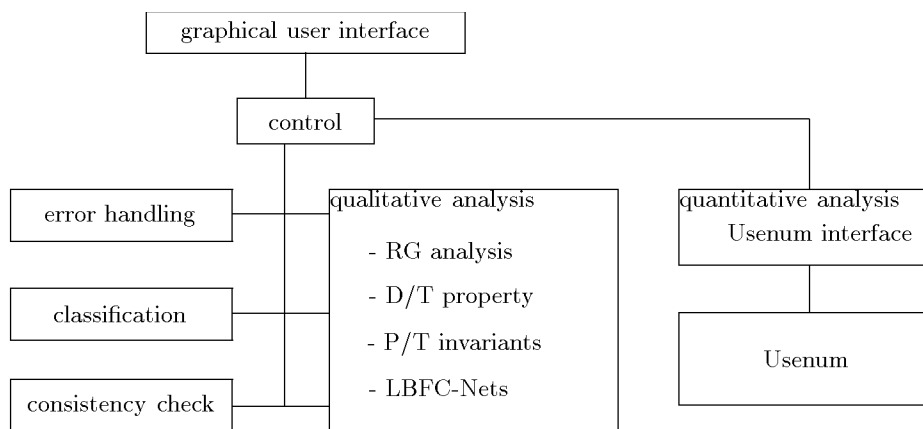 graphical user interface
control
error handling
classification
consistency check
qualitative analysis
- RG analysis
- D/T property
- P/T invariants
- LBFC-Nets
quantitative analysis
Usenum interface
Usenum